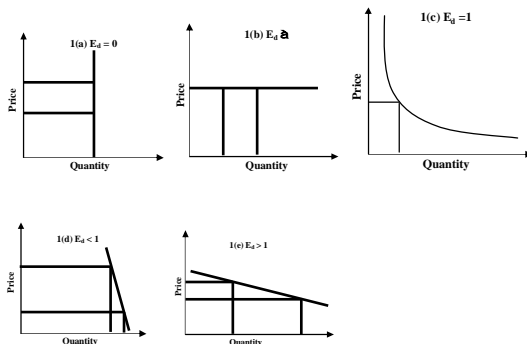 1(a) E_d = 0
Price
Quantity
1(b) E_d
Price
Quantity
1(c) E_d =1
Price
Quantity
1(d) E_d < 1
Price
Quantity
1(e) E_d > 1
Price
Quantity